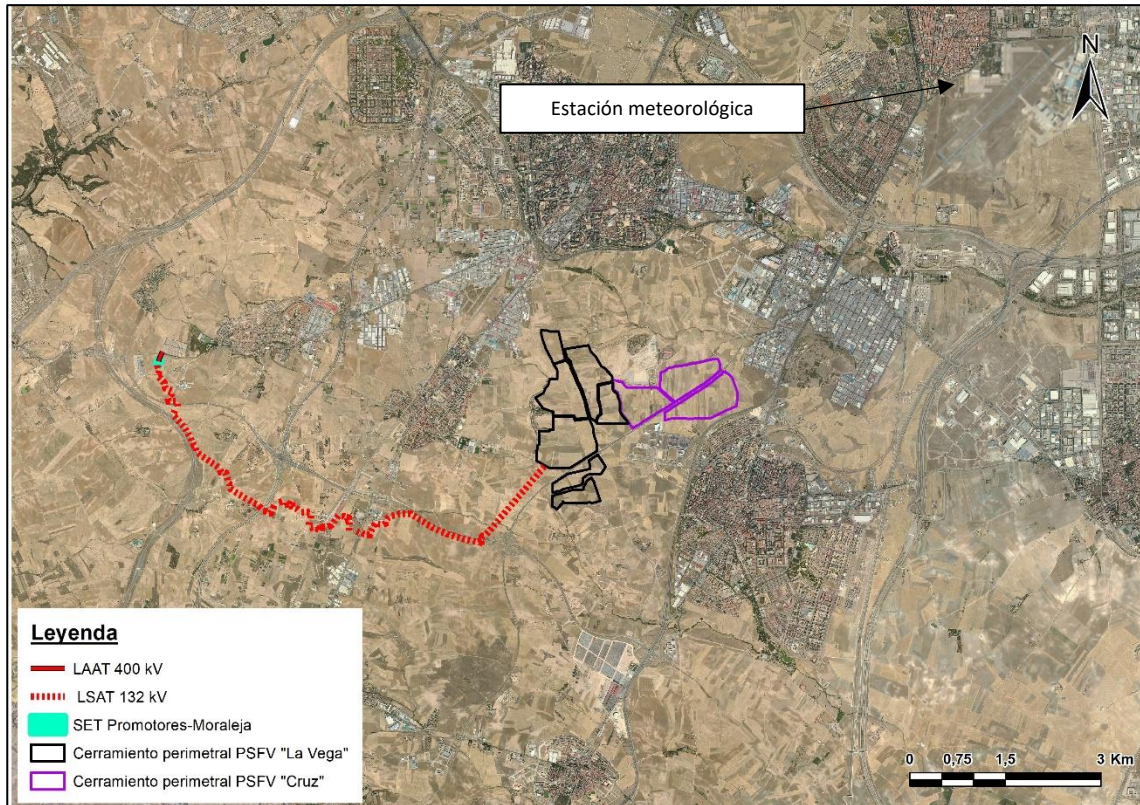 Estación meteorológica
N
Leyenda
LAAT 400 kV
LSAT 132 kV
SET Promotores-Moraleja
Cerramiento perimetral PSFV "La Vega"
Cerramiento perimetral PSFV "Cruz"
0 0,75 1,5 3 Km